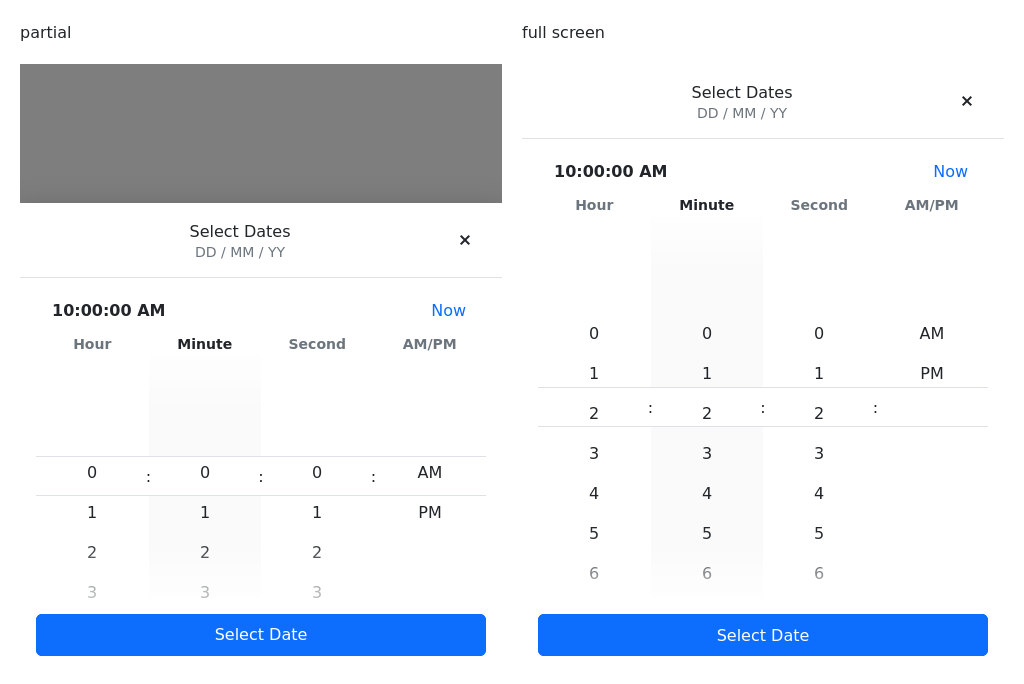 partial
Select Dates
DD / MM / YY
×
10:00:00 AM
Now
Hour Minute Second AM/PM
0 : 0 : 0 : AM
1 1 1 PM
2 2 2
3 3 3
Select Date
full screen
Select Dates
DD / MM / YY
×
10:00:00 AM
Now
Hour Minute Second AM/PM
0 0 0 AM
1 1 1 PM
2 : 2 : 2 :
3 3 3
4 4 4
5 5 5
6 6 6
Select Date